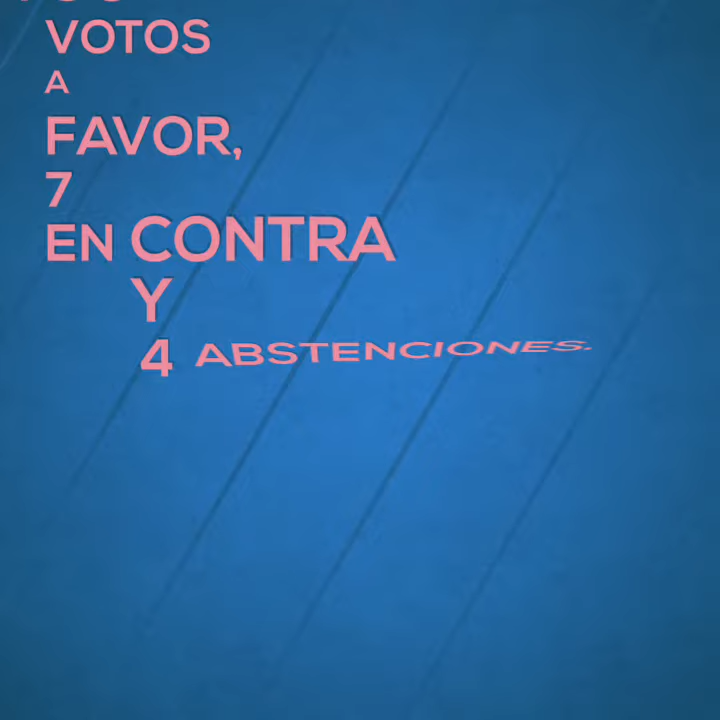 VOTOS
A
FAVOR,
7
EN CONTRA
Y
4 ABSTENCIONES.